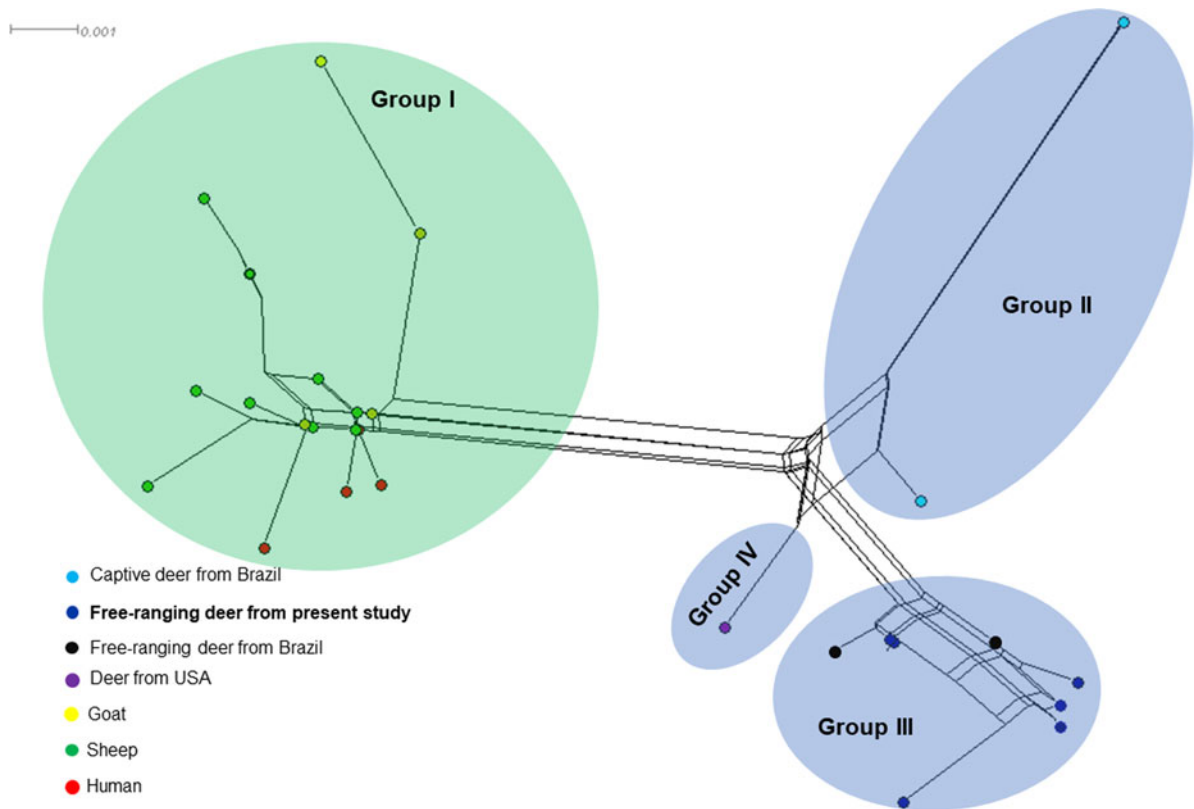 0.001
Group I
Group II
Group IV
Group III
Captive deer from Brazil
Free-ranging deer from present study
Free-ranging deer from Brazil
Deer from USA
Goat
Sheep
Human